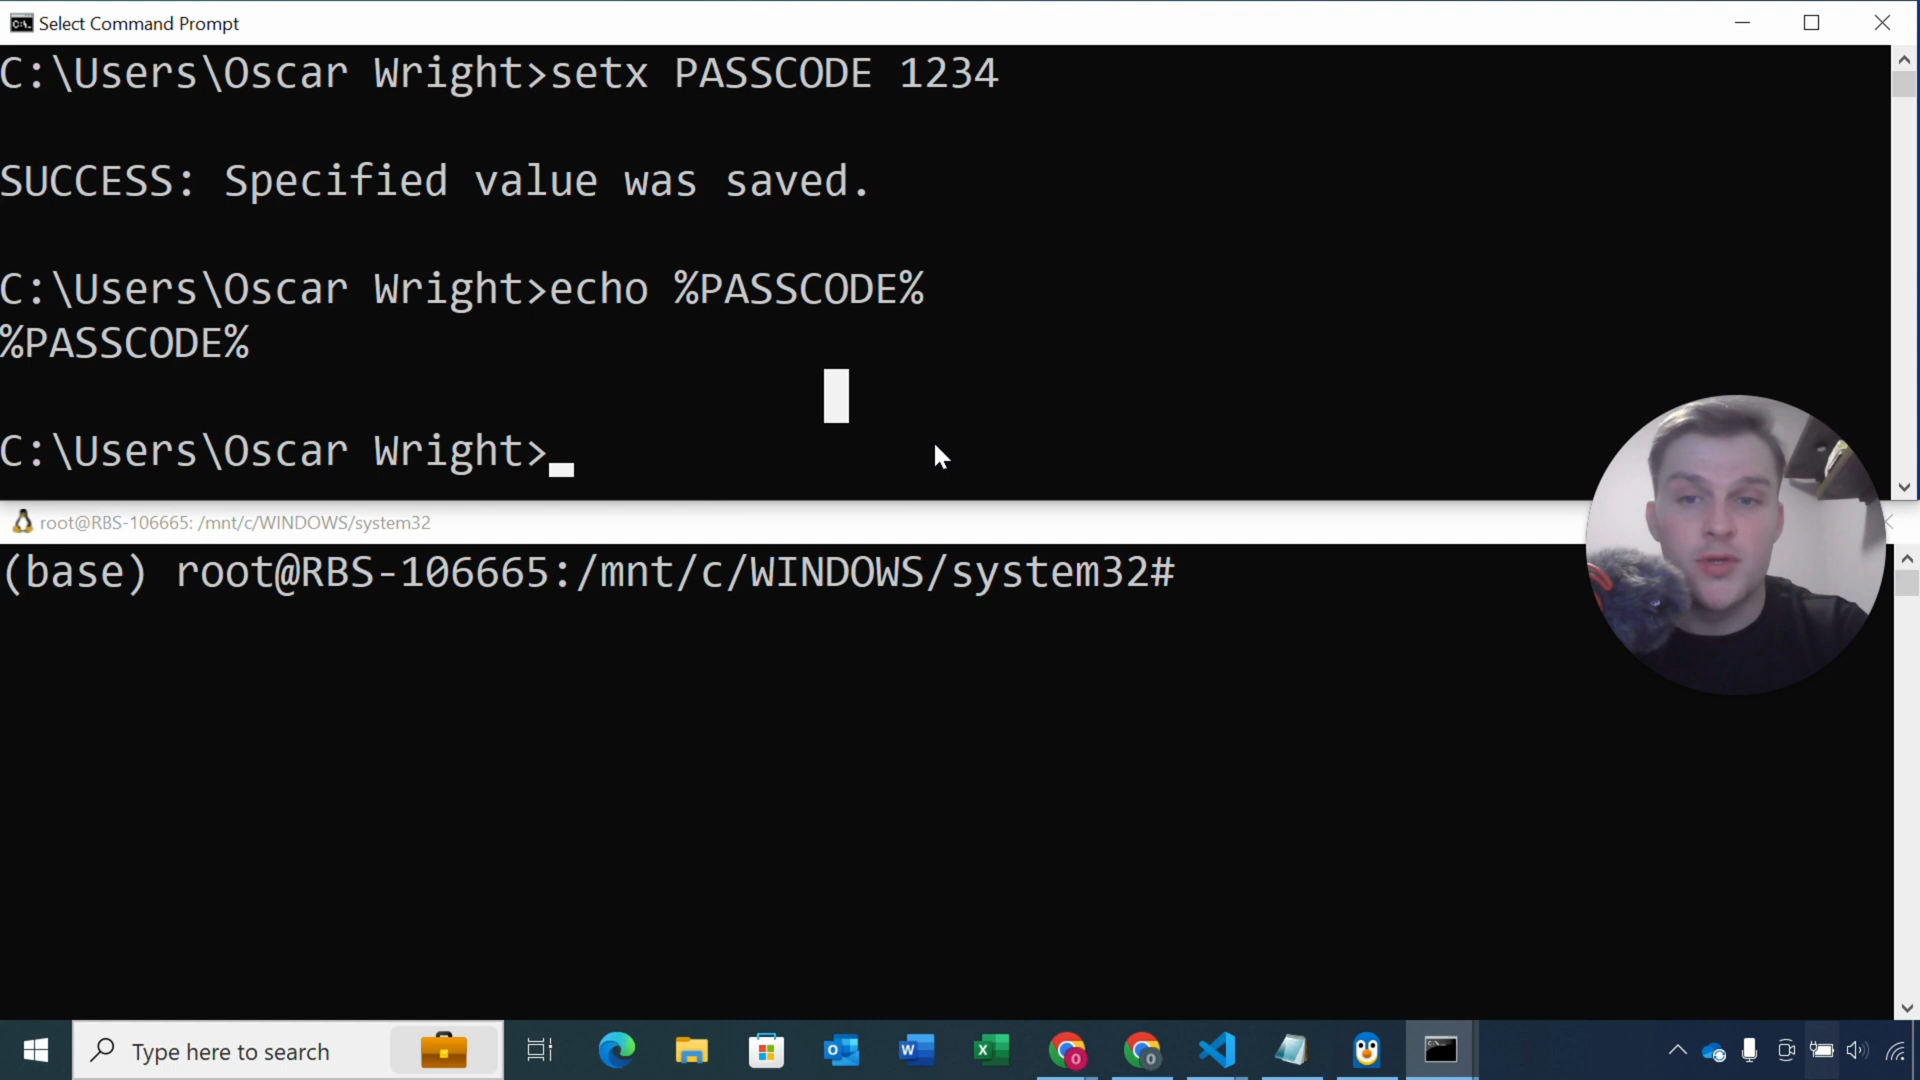 Select Command Prompt
C:\Users\Oscar Wright>setx PASSCODE 1234
SUCCESS: Specified value was saved.
C:\Users\Oscar Wright>echo %PASSCODE%
%PASSCODE%
C:\Users\Oscar Wright>
root@RBS-106665: /mnt/c/WINDOWS/system32
(base) root@RBS-106665:/mnt/c/WINDOWS/system32#
Type here to search